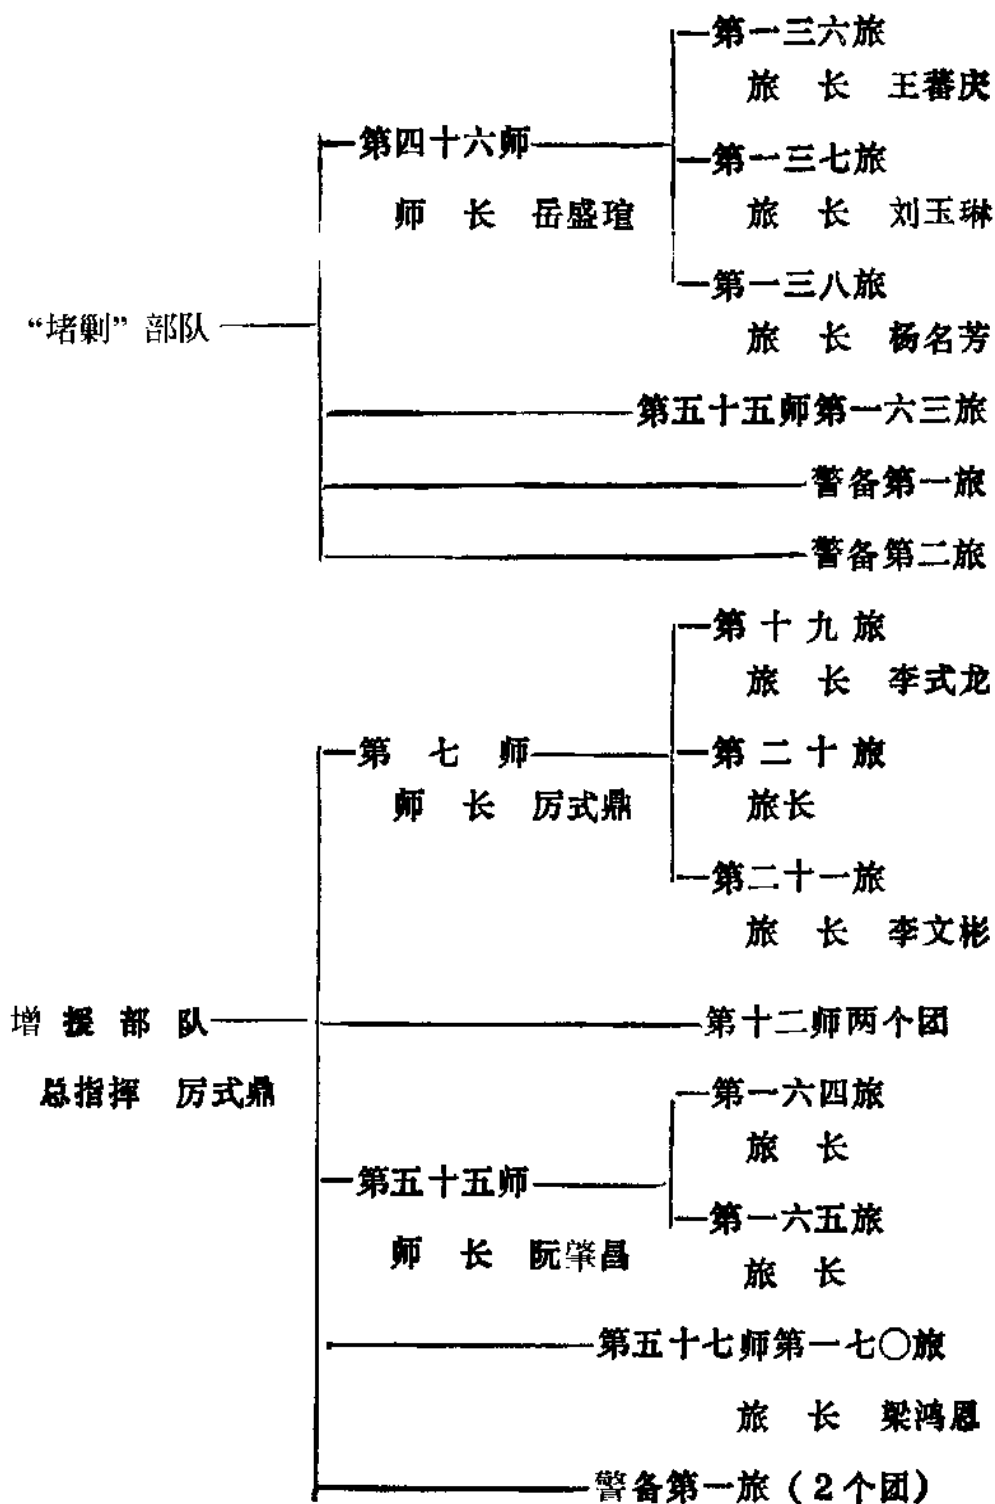 第一三六旅
旅 长 王蕃庆
第四十六师
第一三七旅
师 长 岳盛瑄
旅 长 刘玉琳
第一三八旅
“堵剿”部队
旅 长 杨名芳
第五十五师第一六三旅
警备第一旅
警备第二旅
第十九旅
旅 长 李式龙
第 七 师
第二十旅
师 长 厉式鼎
旅长
第二十一旅
旅 长 李文彬
增援部队
第十二师两个团
总指挥 厉式鼎
第一六四旅
旅 长
第五十五师
第一六五旅
师 长 阮肇昌
旅 长
第五十七师第一七〇旅
旅 长 梁鸿恩
警备第一旅(2个团)